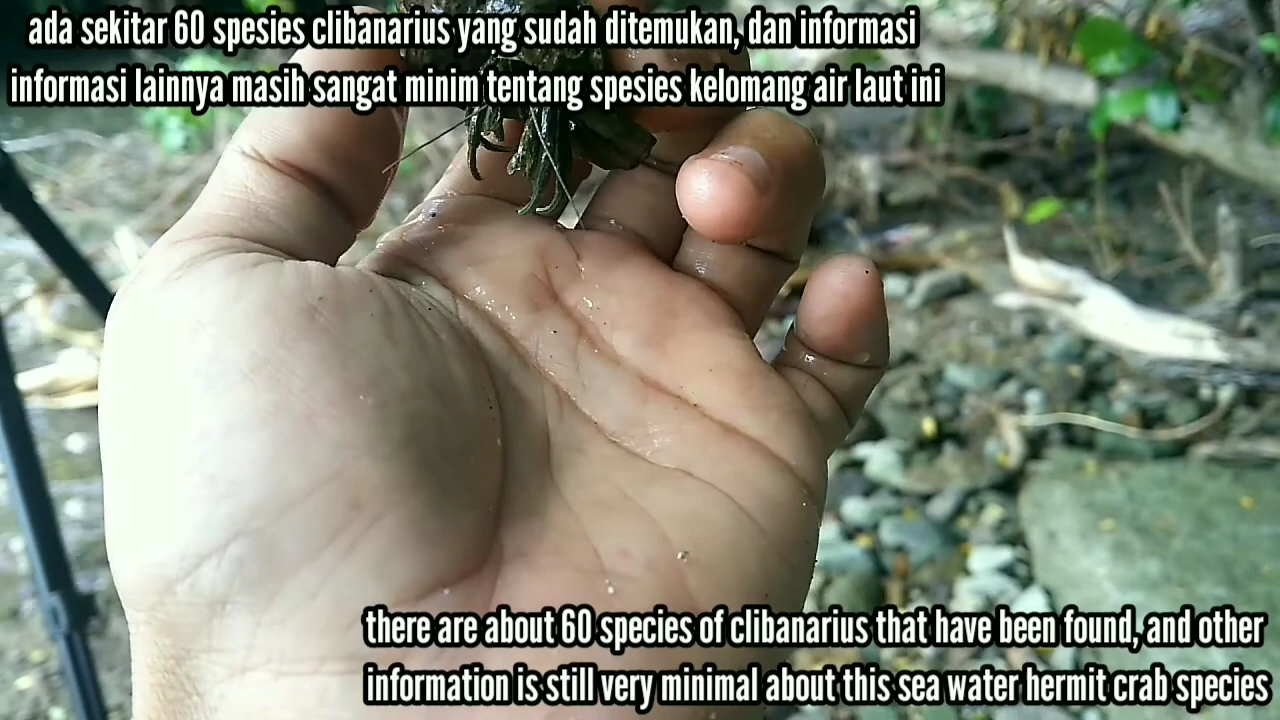 ada sekitar 60 spesies clibanarius yang sudah ditemukan, dan informasi
informasi lainnya masih sangat minim tentang spesies kelomang air laut ini
there are about 60 species of clibanarius that have been found, and other
information is still very minimal about this sea water hermit crab species